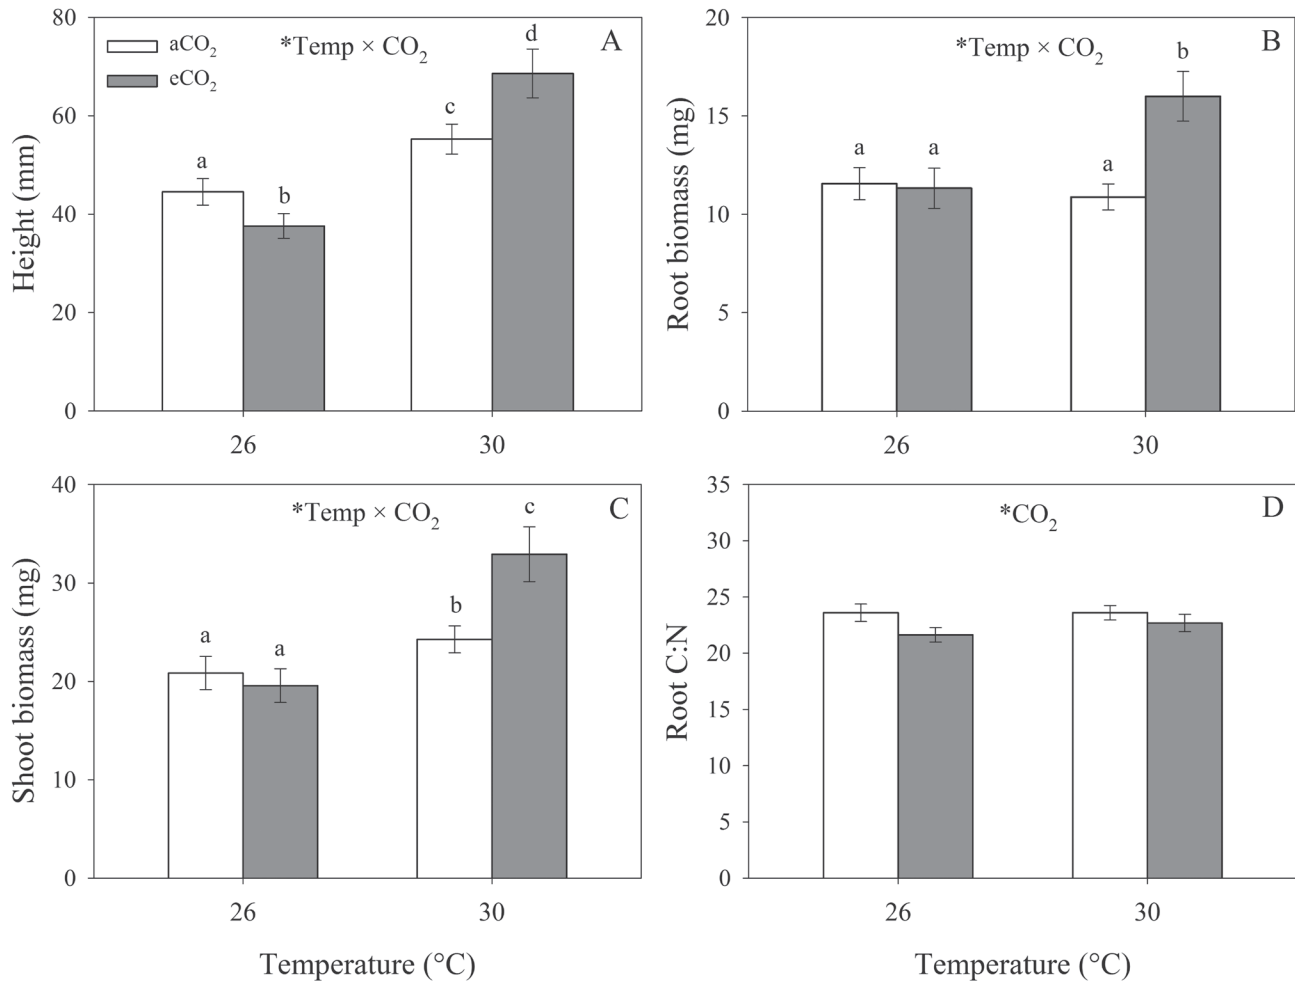 A
*Temp × CO₂
aCO₂
eCO₂
Height (mm)
80
60
40
20
0
a
b
c
d
26
30
B
*Temp × CO₂
Root biomass (mg)
20
15
10
5
0
a
a
a
b
26
30
C
*Temp × CO₂
Shoot biomass (mg)
40
30
20
10
0
a
a
b
c
26
30
Temperature (°C)
D
*CO₂
Root C:N
35
30
25
20
15
10
5
0
26
30
Temperature (°C)